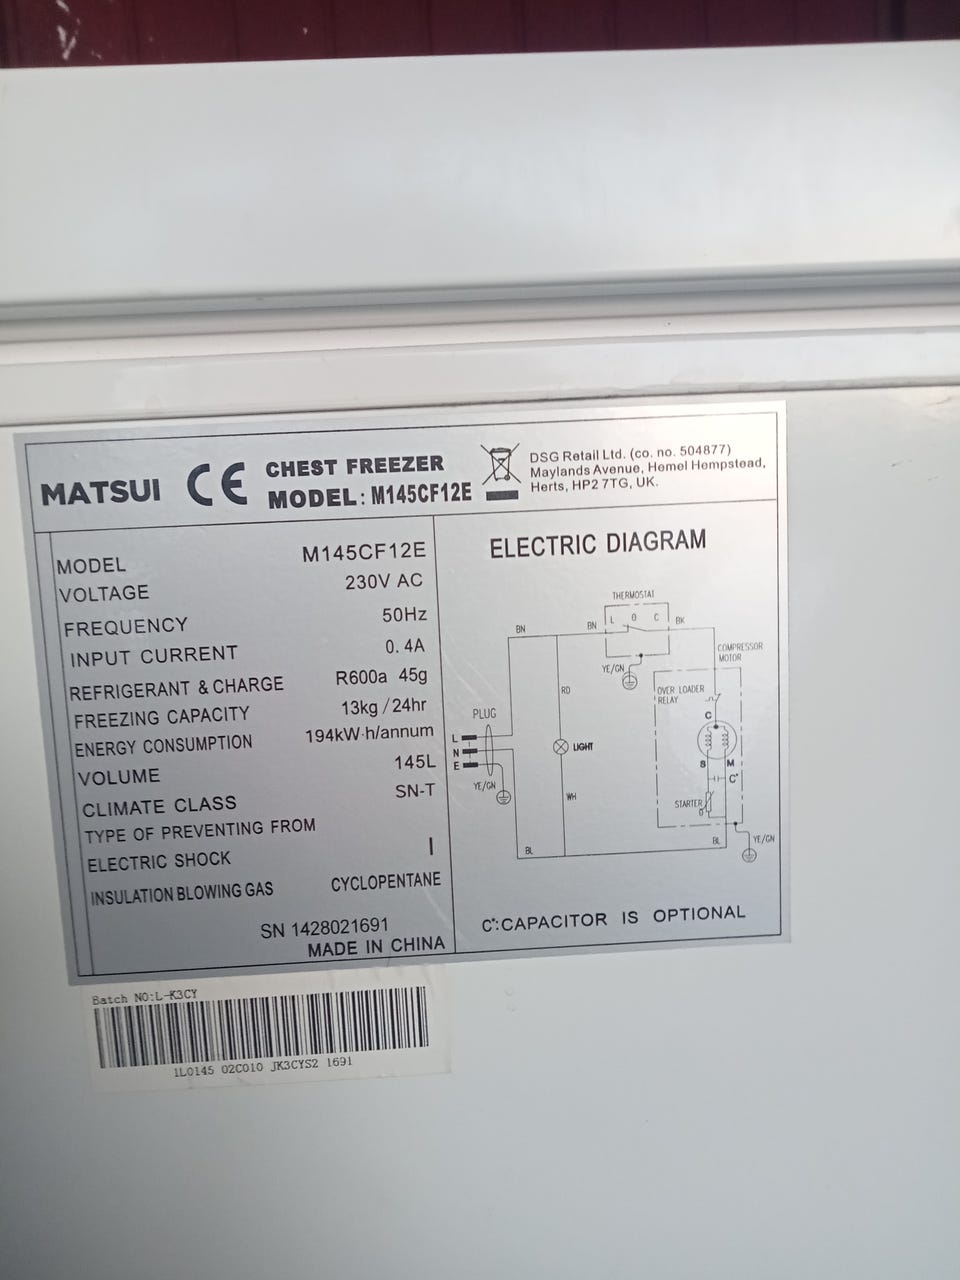 MATSUI CE CHEST FREEZER
MODEL: M145CF12E
DSG Retail Ltd. (co. no. 504877)
Maylands Avenue, Hemel Hempstead,
Herts, HP2 7TG, UK.
MODEL M145CF12E
VOLTAGE 230V AC
FREQUENCY 50Hz
INPUT CURRENT 0.4A
REFRIGERANT & CHARGE R600a 45g
FREEZING CAPACITY 13kg/24hr
ENERGY CONSUMPTION 194kW·h/annum
VOLUME 145L
CLIMATE CLASS SN-T
TYPE OF PREVENTING FROM
ELECTRIC SHOCK I
INSULATION BLOWING GAS CYCLOPENTANE
SN 1428021691
MADE IN CHINA
ELECTRIC DIAGRAM
THERMOSTAT
BN
BN
L θ C
BK
YE/GN
COMPRESSOR
MOTOR
RD
OVER LOADER
RELAY
PLUG
C
L
N
E
LIGHT
S M
C*
YE/GN
WH
STARTER
θ
BL
BL
YE/GN
C*:CAPACITOR IS OPTIONAL
Batch NO:L-K3CY
1L0145 02C010 JK3CYS2 1691